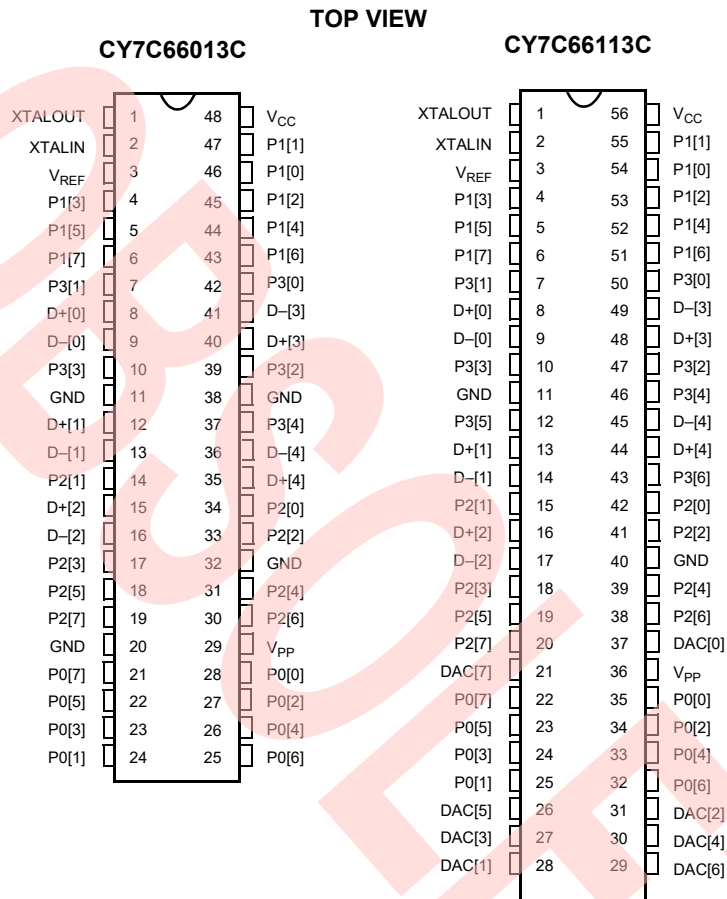 TOP VIEW
CY7C66013C
XTALOUT 1 48 VCC
XTALIN 2 47 P1[1]
VREF 3 46 P1[0]
P1[3] 4 45 P1[2]
P1[5] 5 44 P1[4]
P1[7] 6 43 P1[6]
P3[1] 7 42 P3[0]
D+[0] 8 41 D–[3]
D–[0] 9 40 D+[3]
P3[3] 10 39 P3[2]
GND 11 38 GND
D+[1] 12 37 P3[4]
D–[1] 13 36 D–[4]
P2[1] 14 35 D+[4]
D+[2] 15 34 P2[0]
D–[2] 16 33 P2[2]
P2[3] 17 32 GND
P2[5] 18 31 P2[4]
P2[7] 19 30 P2[6]
GND 20 29 VPP
P0[7] 21 28 P0[0]
P0[5] 22 27 P0[2]
P0[3] 23 26 P0[4]
P0[1] 24 25 P0[6]
CY7C66113C
XTALOUT 1 56 VCC
XTALIN 2 55 P1[1]
VREF 3 54 P1[0]
P1[3] 4 53 P1[2]
P1[5] 5 52 P1[4]
P1[7] 6 51 P1[6]
P3[1] 7 50 P3[0]
D+[0] 8 49 D–[3]
D–[0] 9 48 D+[3]
P3[3] 10 47 P3[2]
GND 11 46 P3[4]
P3[5] 12 45 D–[4]
D+[1] 13 44 D+[4]
D–[1] 14 43 P3[6]
P2[1] 15 42 P2[0]
D+[2] 16 41 P2[2]
D–[2] 17 40 GND
P2[3] 18 39 P2[4]
P2[5] 19 38 P2[6]
P2[7] 20 37 DAC[0]
DAC[7] 21 36 VPP
P0[7] 22 35 P0[0]
P0[5] 23 34 P0[2]
P0[3] 24 33 P0[4]
P0[1] 25 32 P0[6]
DAC[5] 26 31 DAC[2]
DAC[3] 27 30 DAC[4]
DAC[1] 28 29 DAC[6]